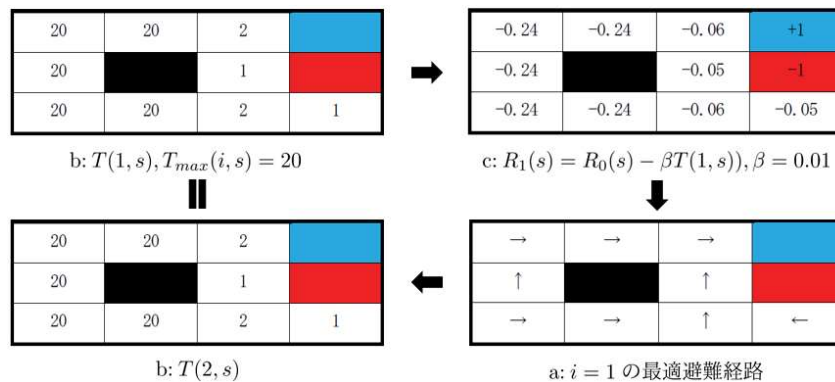 20 20 2
20 1
20 20 2 1
b: T(1, s), T_{max}(i, s) = 20
-0.24 -0.24 -0.06 +1
-0.24 -0.05 -1
-0.24 -0.24 -0.06 -0.05
c: R_1(s) = R_0(s) − βT(1, s)), β = 0.01
20 20 2
20 1
20 20 2 1
b: T(2, s)
→ → →
↑ ↑
→ → ↑ ←
a: i = 1 の最適避難経路